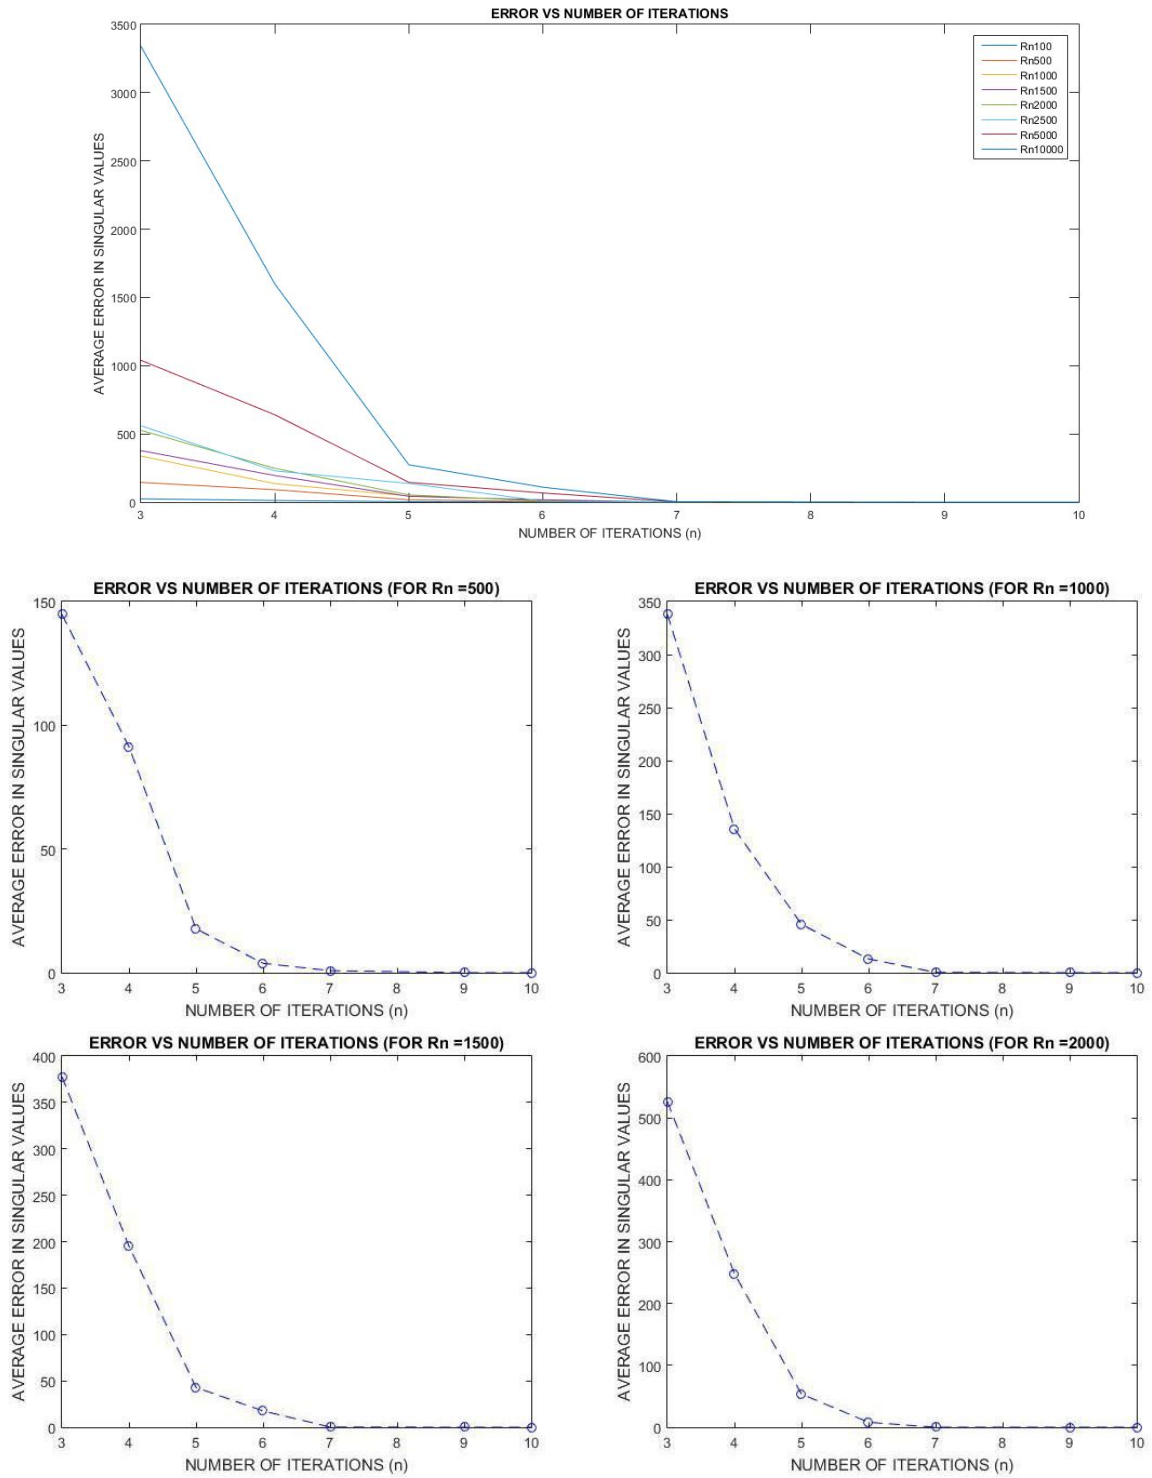 ERROR VS NUMBER OF ITERATIONS
3500
3000
2500
2000
1500
1000
500
0
AVERAGE ERROR IN SINGULAR VALUES
Rn100
Rn500
Rn1000
Rn1500
Rn2000
Rn2500
Rn5000
Rn10000
3 4 5 6 7 8 9 10
NUMBER OF ITERATIONS (n)
ERROR VS NUMBER OF ITERATIONS (FOR Rn =500)
150
100
50
0
AVERAGE ERROR IN SINGULAR VALUES
3 4 5 6 7 8 9 10
NUMBER OF ITERATIONS (n)
ERROR VS NUMBER OF ITERATIONS (FOR Rn =1000)
350
300
250
200
150
100
50
0
AVERAGE ERROR IN SINGULAR VALUES
3 4 5 6 7 8 9 10
NUMBER OF ITERATIONS (n)
ERROR VS NUMBER OF ITERATIONS (FOR Rn =1500)
400
350
300
250
200
150
100
50
0
AVERAGE ERROR IN SINGULAR VALUES
3 4 5 6 7 8 9 10
NUMBER OF ITERATIONS (n)
ERROR VS NUMBER OF ITERATIONS (FOR Rn =2000)
600
500
400
300
200
100
0
AVERAGE ERROR IN SINGULAR VALUES
3 4 5 6 7 8 9 10
NUMBER OF ITERATIONS (n)